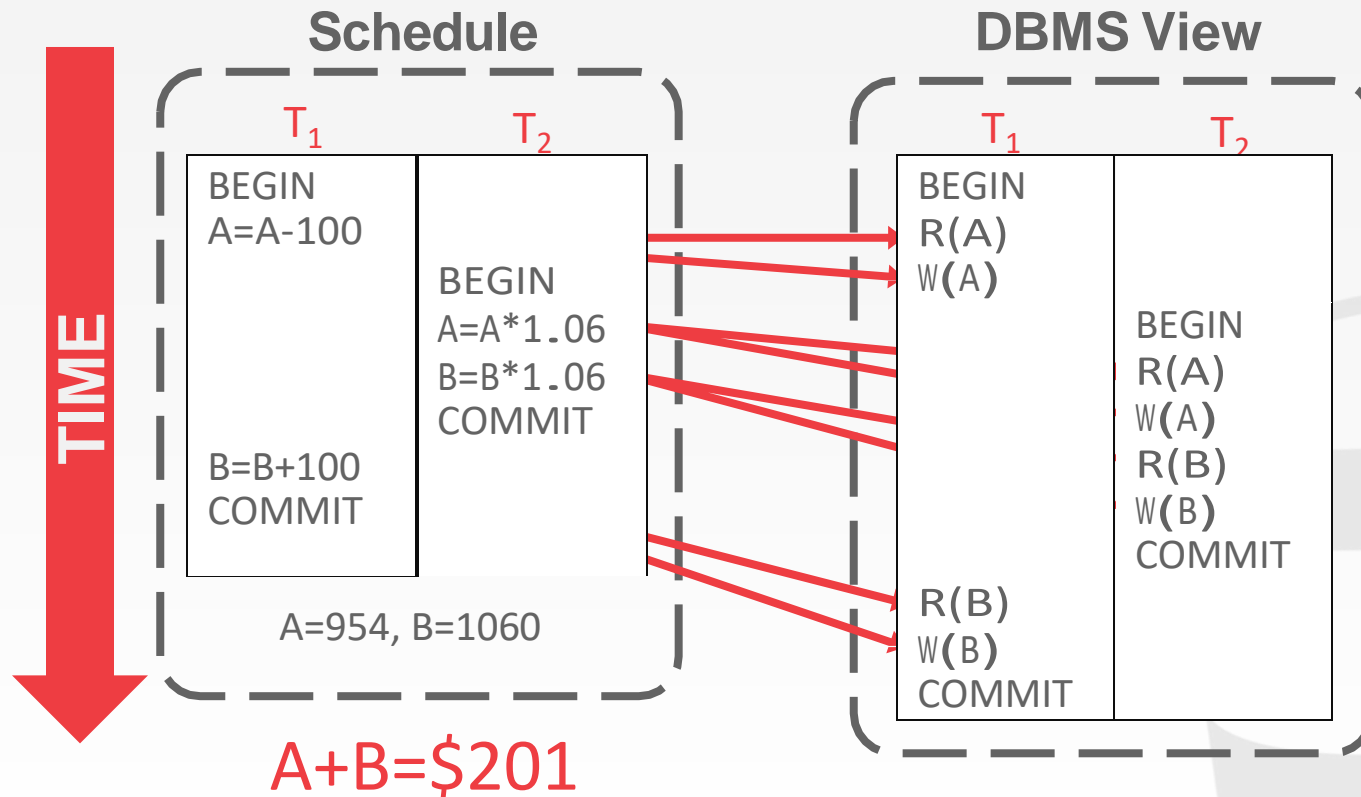 Schedule
DBMS View
TIME
T1
T2
BEGIN
A=A-100
BEGIN
A=A*1.06
B=B*1.06
COMMIT
B=B+100
COMMIT
A=954, B=1060
A+B=$201
T1
T2
BEGIN
R(A)
W(A)
BEGIN
R(A)
W(A)
R(B)
W(B)
COMMIT
R(B)
W(B)
COMMIT